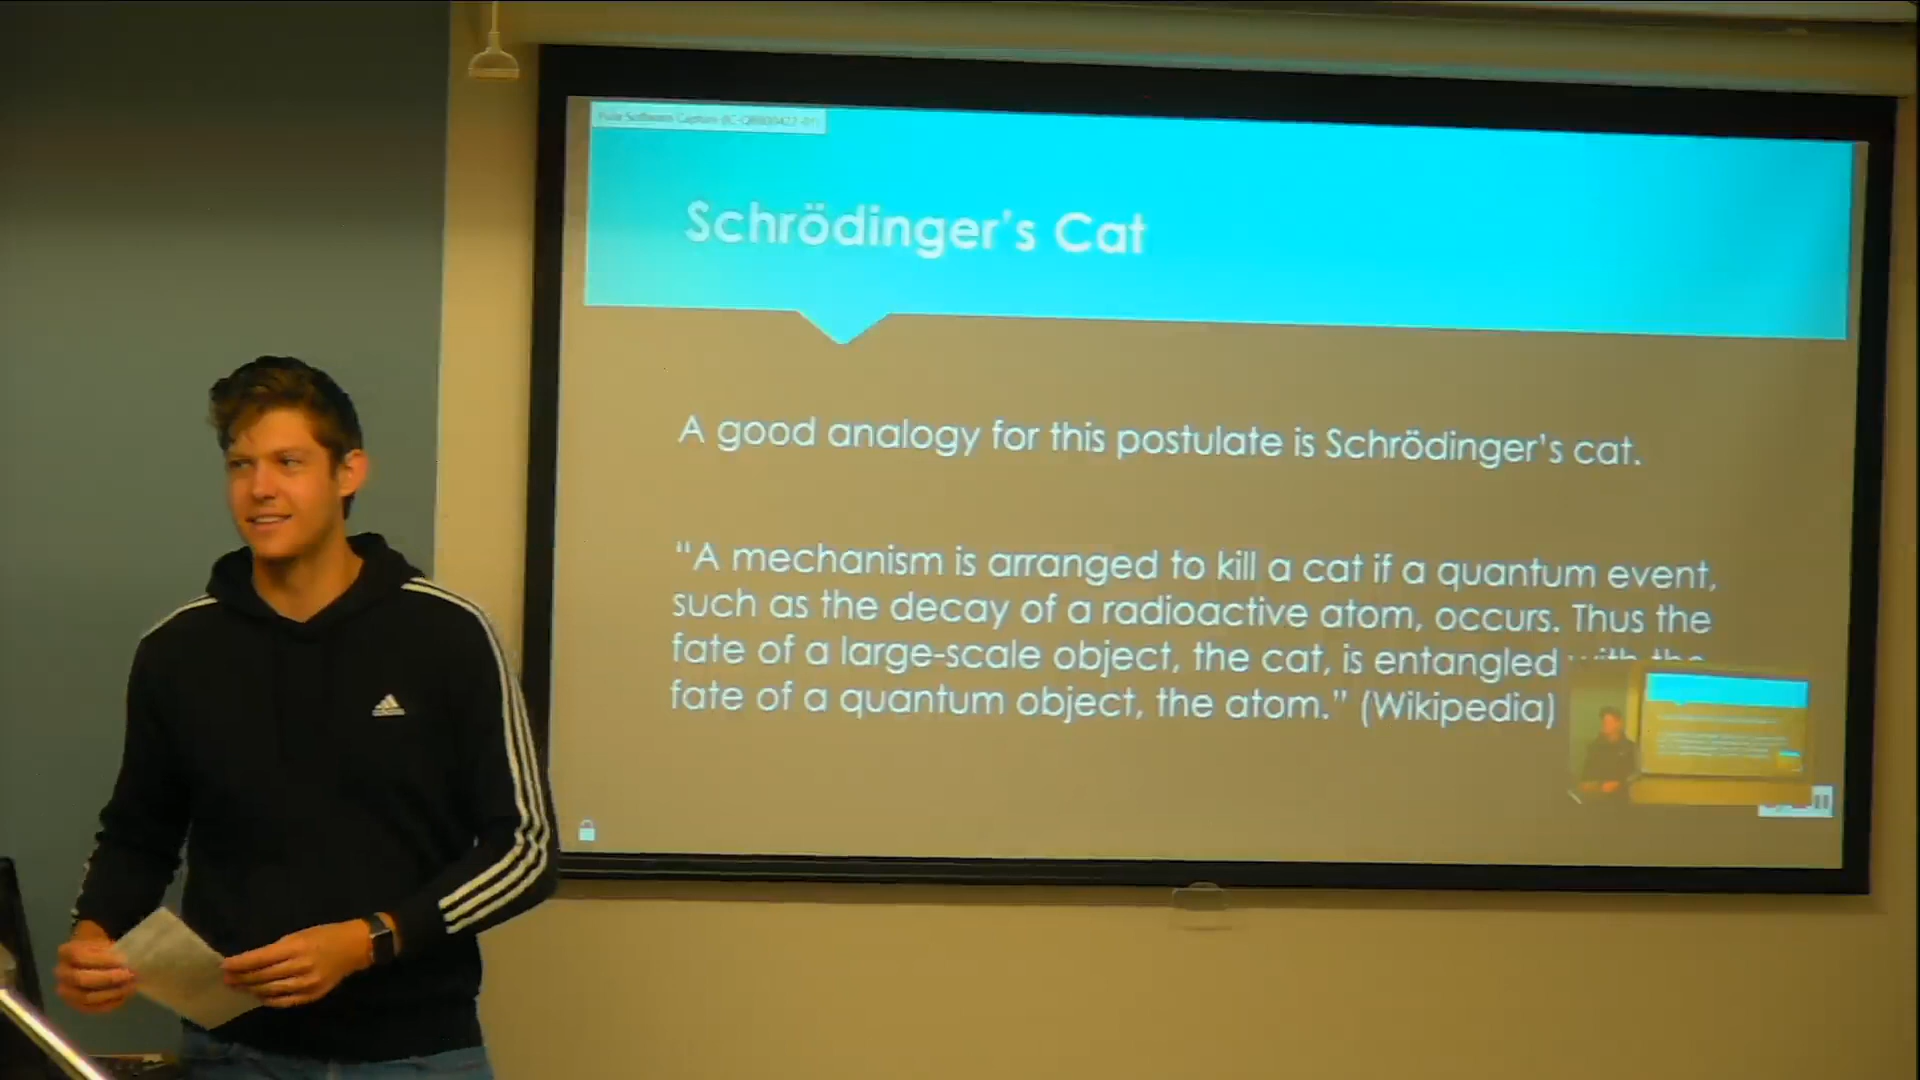 Schrödinger's Cat
A good analogy for this postulate is Schrödinger's cat.
"A mechanism is arranged to kill a cat if a quantum event,
such as the decay of a radioactive atom, occurs. Thus the
fate of a large-scale object, the cat, is entangled with the
fate of a quantum object, the atom." (Wikipedia)